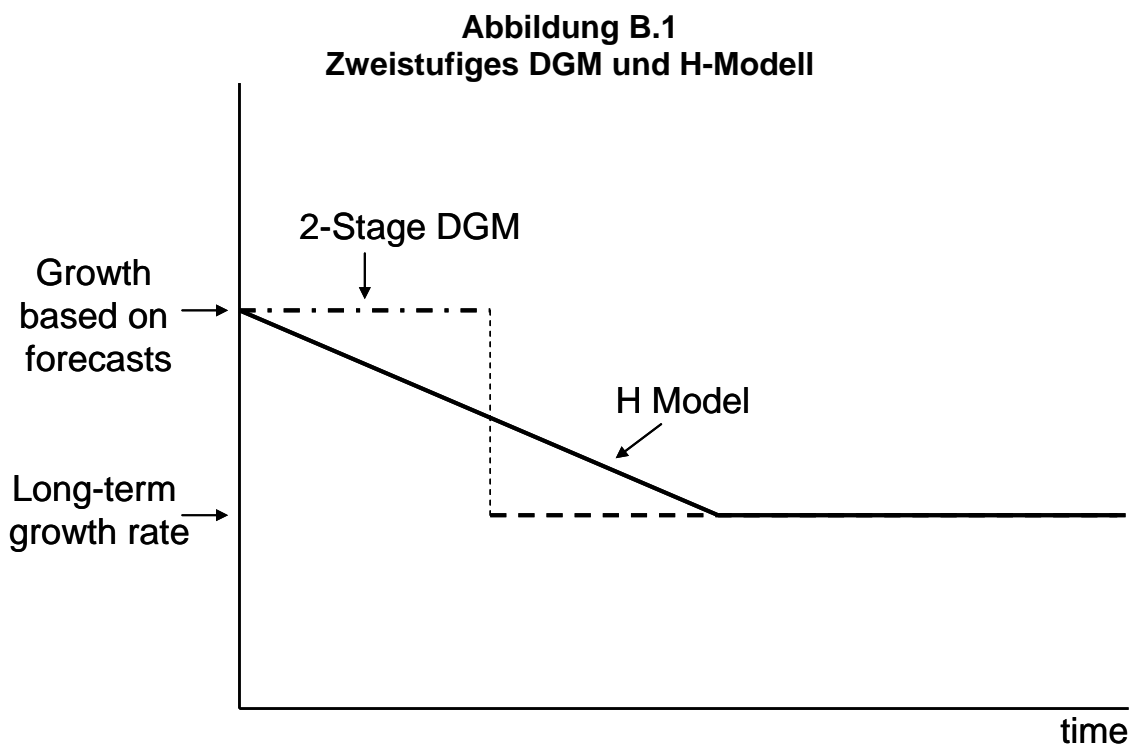 Abbildung B.1
Zweistufiges DGM und H-Modell
2-Stage DGM
Growth
based on
forecasts
H Model
Long-term
growth rate
time